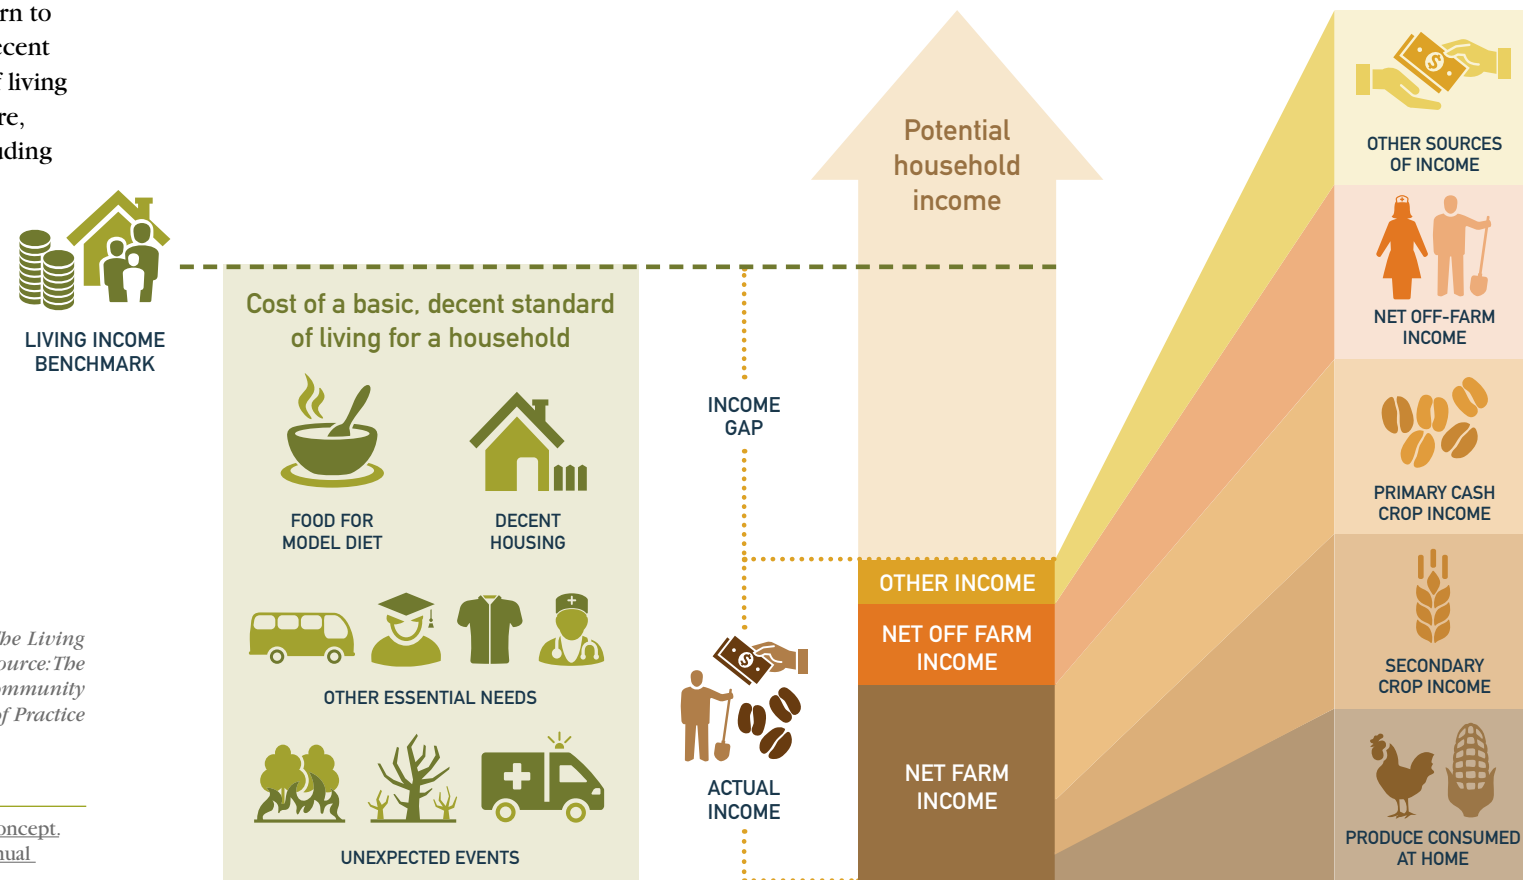 rn to
ecent
f living
re,
uding
LIVING INCOME
BENCHMARK
he Living
ource: The
ommunity
of Practice
oncept.
nual
Cost of a basic, decent standard
of living for a household
FOOD FOR
MODEL DIET
DECENT
HOUSING
OTHER ESSENTIAL NEEDS
UNEXPECTED EVENTS
INCOME
GAP
ACTUAL
INCOME
Potential
household
income
OTHER INCOME
NET OFF FARM
INCOME
NET FARM
INCOME
OTHER SOURCES
OF INCOME
NET OFF-FARM
INCOME
PRIMARY CASH
CROP INCOME
SECONDARY
CROP INCOME
PRODUCE CONSUMED
AT HOME